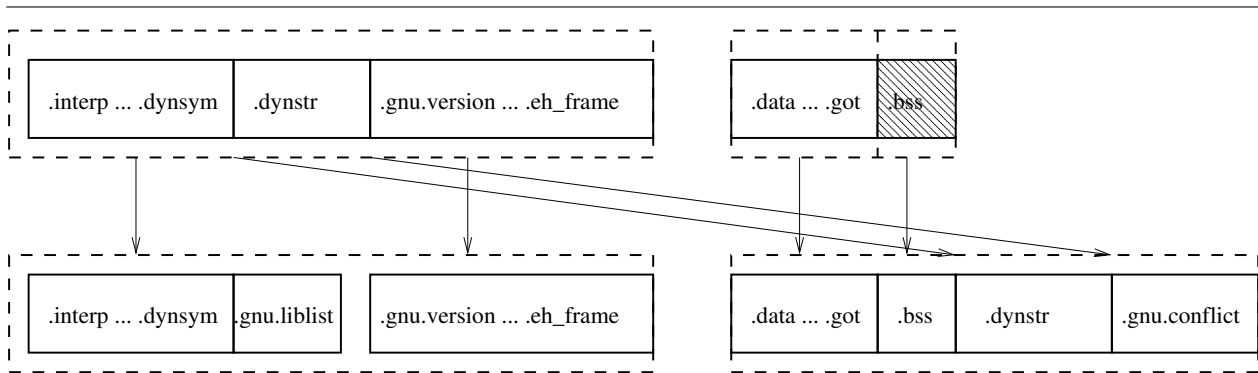 .interp ... .dynsym .dynstr .gnu.version ... .eh_frame .data ... .got .bss
.interp ... .dynsym .gnu.liblist .gnu.version ... .eh_frame .data ... .got .bss .dynstr .gnu.conflict